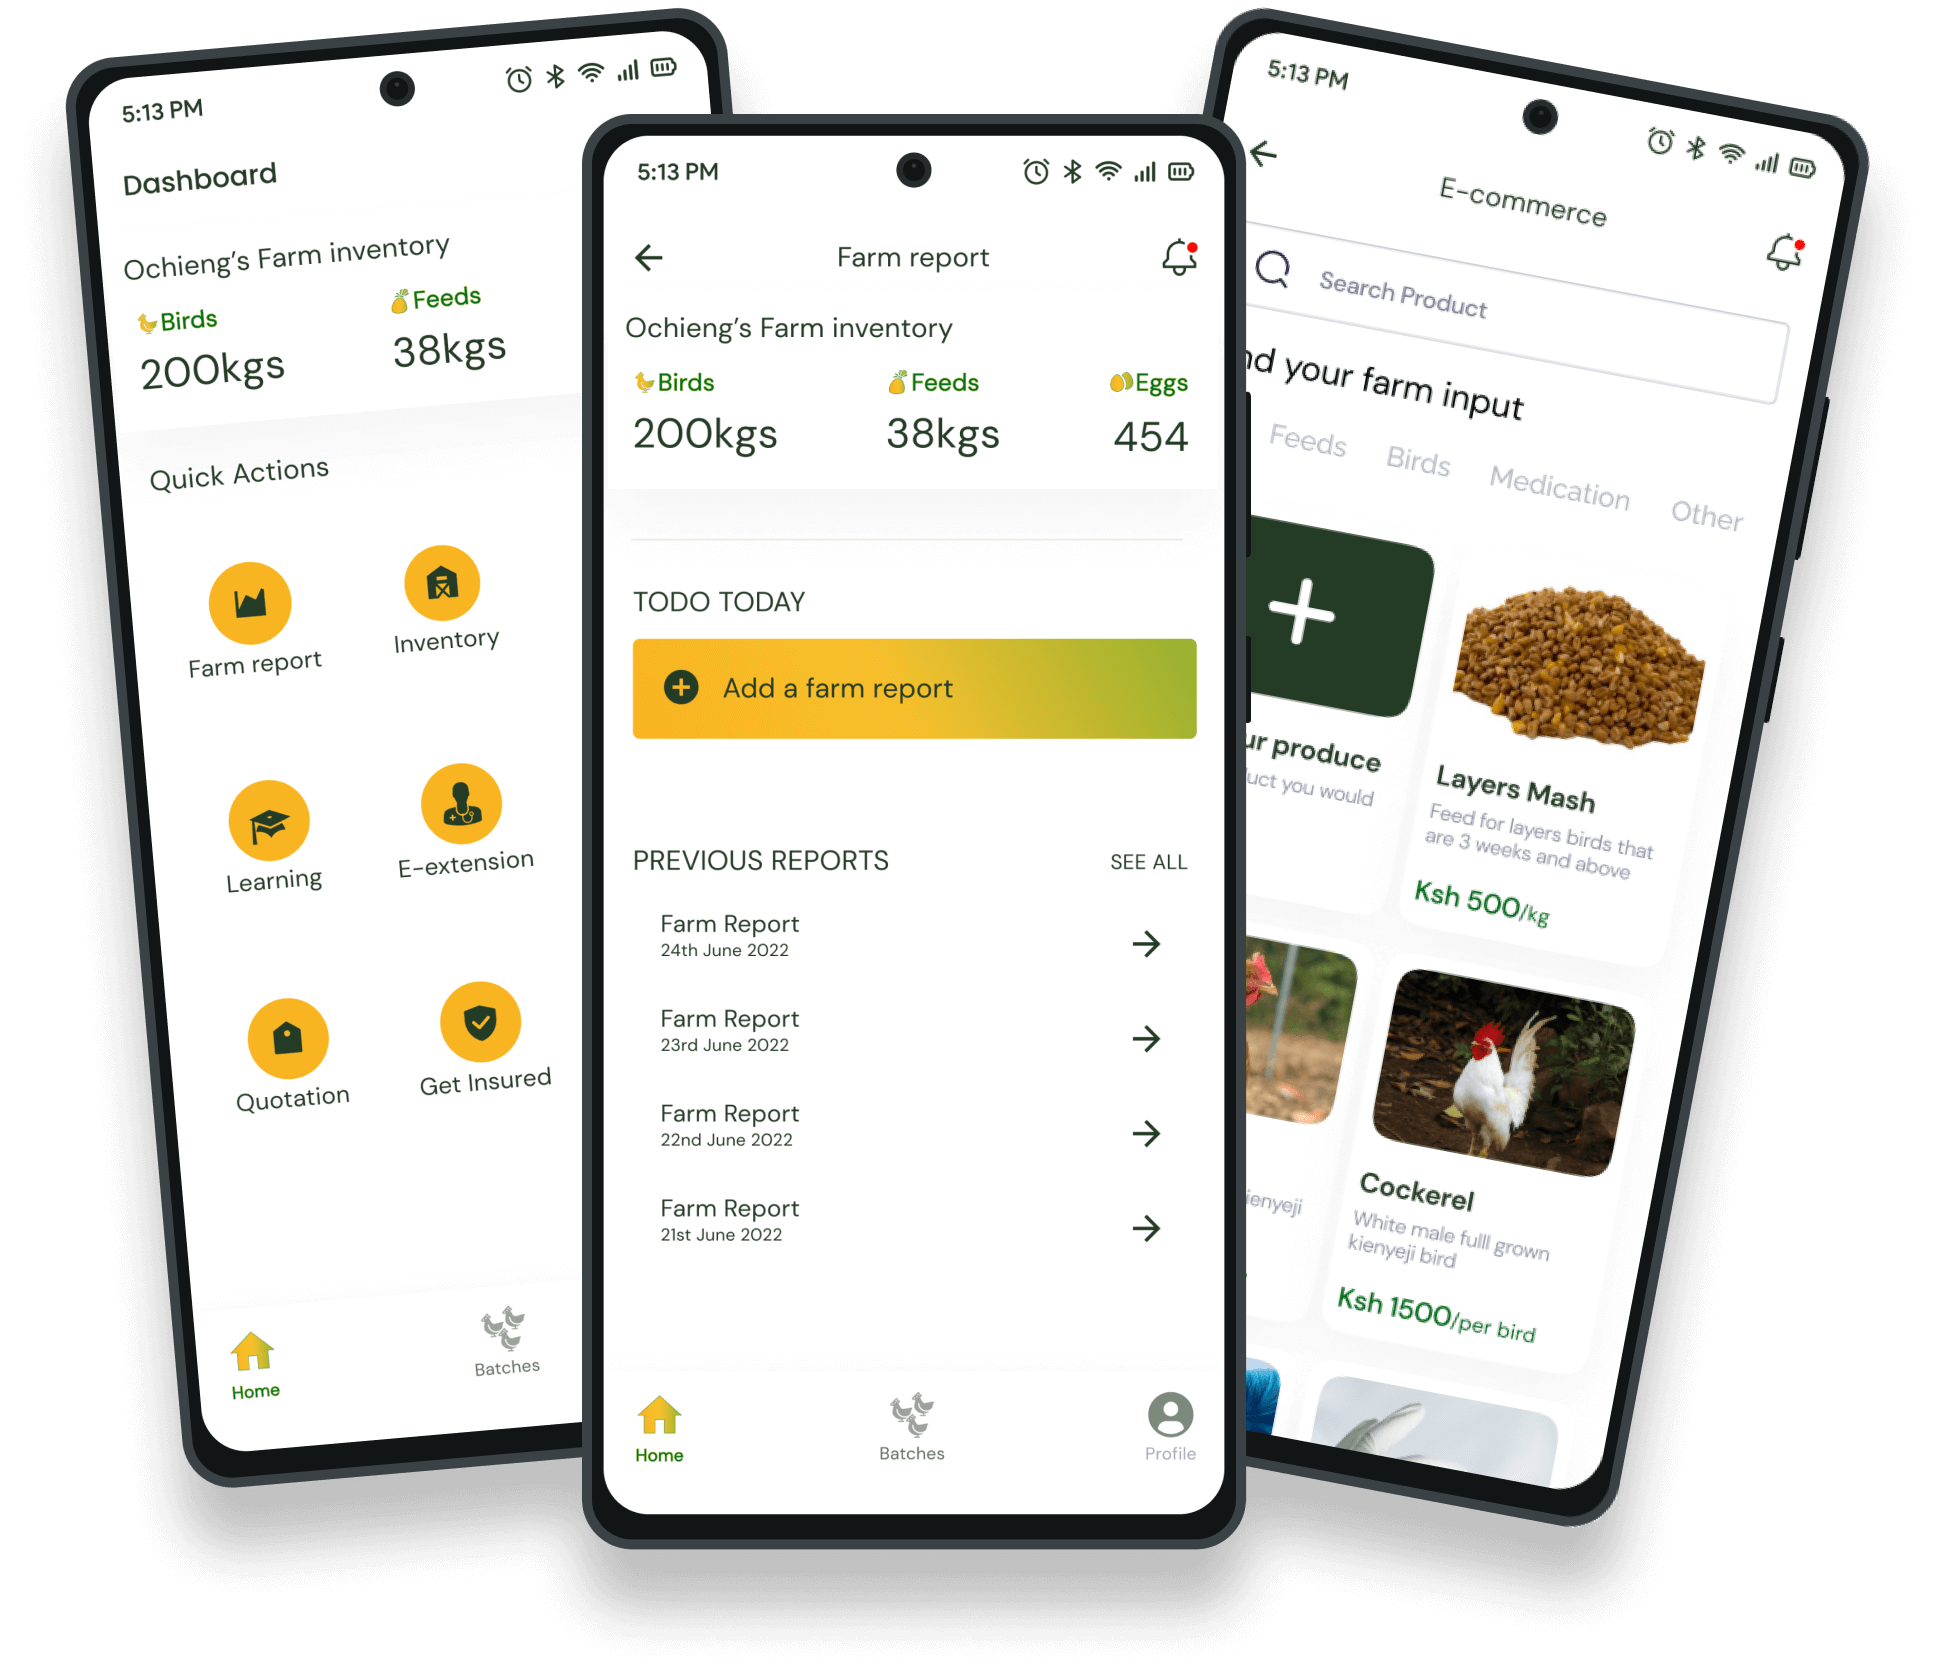 5:13 PM
Dashboard
Ochieng's Farm inventory
Birds
Feeds
200kgs
38kgs
Quick Actions
Farm report
Inventory
Learning
E-extension
Quotation
Get Insured
Home
Batches
5:13 PM
Farm report
Ochieng's Farm inventory
Birds
Feeds
Eggs
200kgs
38kgs
454
TODO TODAY
Add a farm report
PREVIOUS REPORTS
SEE ALL
Farm Report
24th June 2022
Farm Report
23rd June 2022
Farm Report
22nd June 2022
Farm Report
21st June 2022
Home
Batches
Profile
5:13 PM
E-commerce
Search Product
nd your farm input
Feeds
Birds
Medication
Other
ur produce
uct you would
Layers Mash
Feed for layers birds that
are 3 weeks and above
Ksh 500/kg
ienyeji
Cockerel
White male fulll grown
kienyeji bird
Ksh 1500/per bird